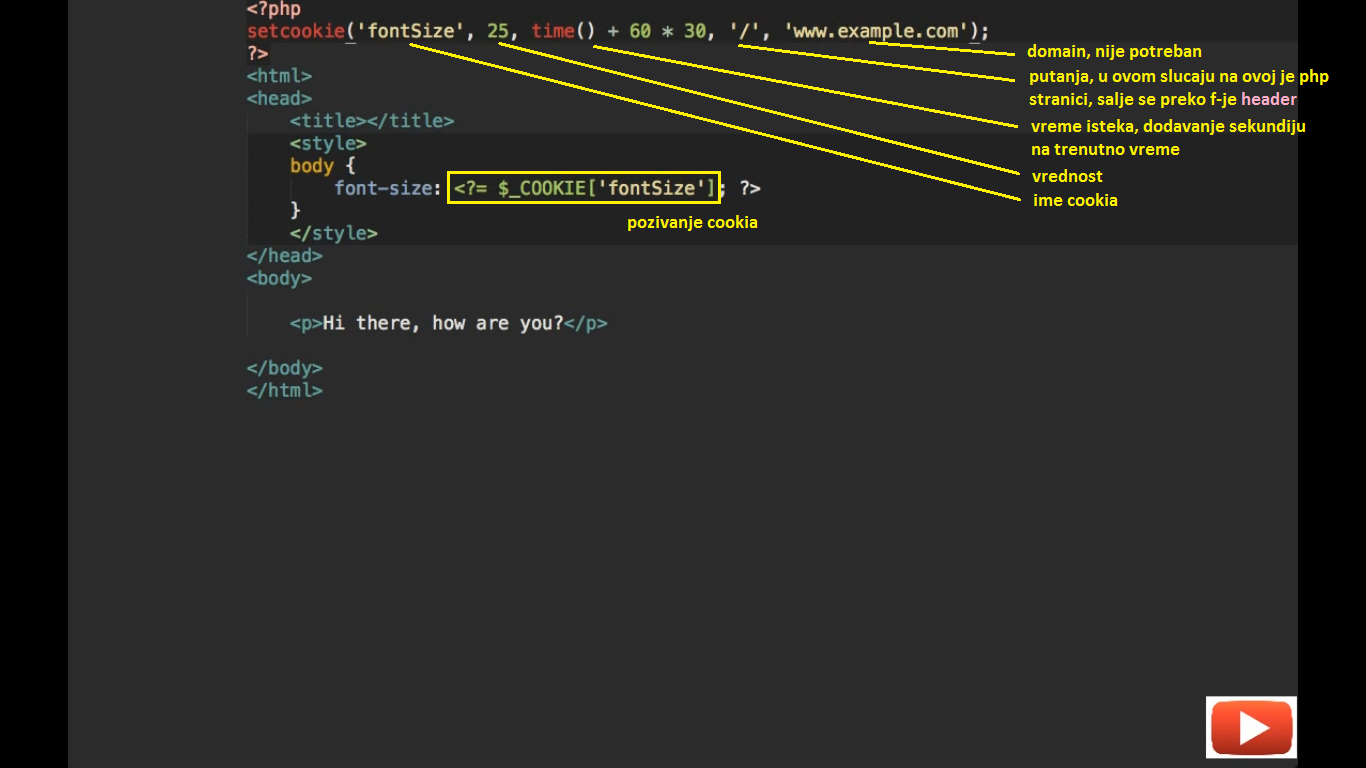 <?php
setcookie('fontSize', 25, time() + 60 * 30, '/', 'www.example.com');
?>
domain, nije potreban
<html>
putanja, u ovom slucaju na ovoj je php
<head>
stranici, salje se preko f-je header
<title></title>
vreme isteka, dodavanje sekundiju
<style>
na trenutno vreme
body {
vrednost
font-size: <?= $_COOKIE['fontSize']; ?>
ime cookia
}
pozivanje cookia
</style>
</head>
<body>
<p>Hi there, how are you?</p>
</body>
</html>